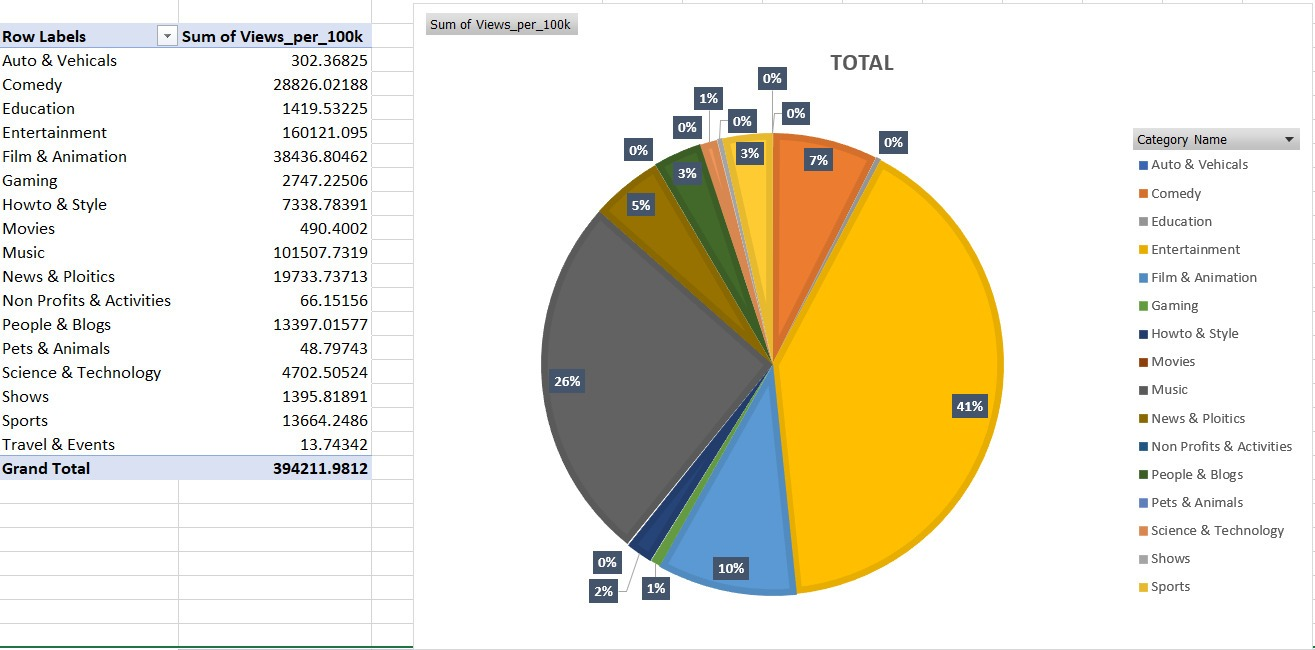 Row Labels Sum of Views_per_100k
Auto & Vehicals 302.36825
Comedy 28826.02188
Education 1419.53225
Entertainment 160121.095
Film & Animation 38436.80462
Gaming 2747.22506
Howto & Style 7338.78391
Movies 490.4002
Music 101507.7319
News & Ploitics 19733.73713
Non Profits & Activities 66.15156
People & Blogs 13397.01577
Pets & Animals 48.79743
Science & Technology 4702.50524
Shows 1395.81891
Sports 13664.2486
Travel & Events 13.74342
Grand Total 394211.9812
Sum of Views_per_100k
TOTAL
0%
1%
0%
0%
0%
0%
0%
3%
7%
3%
5%
41%
26%
10%
0%
2%
1%
Category Name
Auto & Vehicals
Comedy
Education
Entertainment
Film & Animation
Gaming
Howto & Style
Movies
Music
News & Ploitics
Non Profits & Activities
People & Blogs
Pets & Animals
Science & Technology
Shows
Sports